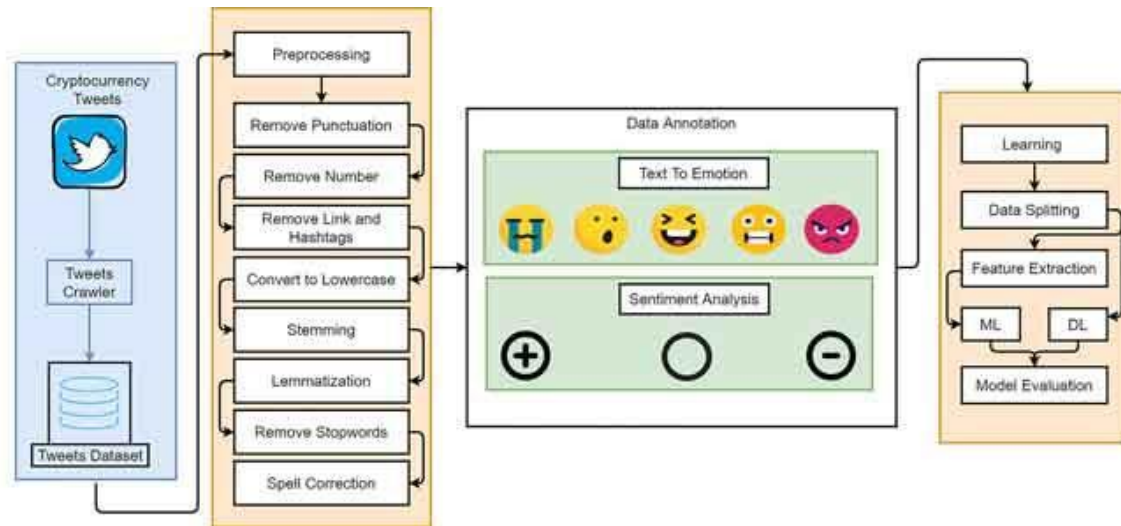 Cryptocurrency
Tweets
Tweets
Crawler
Tweets Dataset
Preprocessing
Remove Punctuation
Remove Number
Remove Link and
Hashtags
Convert to Lowercase
Stemming
Lemmatization
Remove Stopwords
Spell Correction
Data Annotation
Text To Emotion
Sentiment Analysis
Learning
Data Splitting
Feature Extraction
ML
DL
Model Evaluation